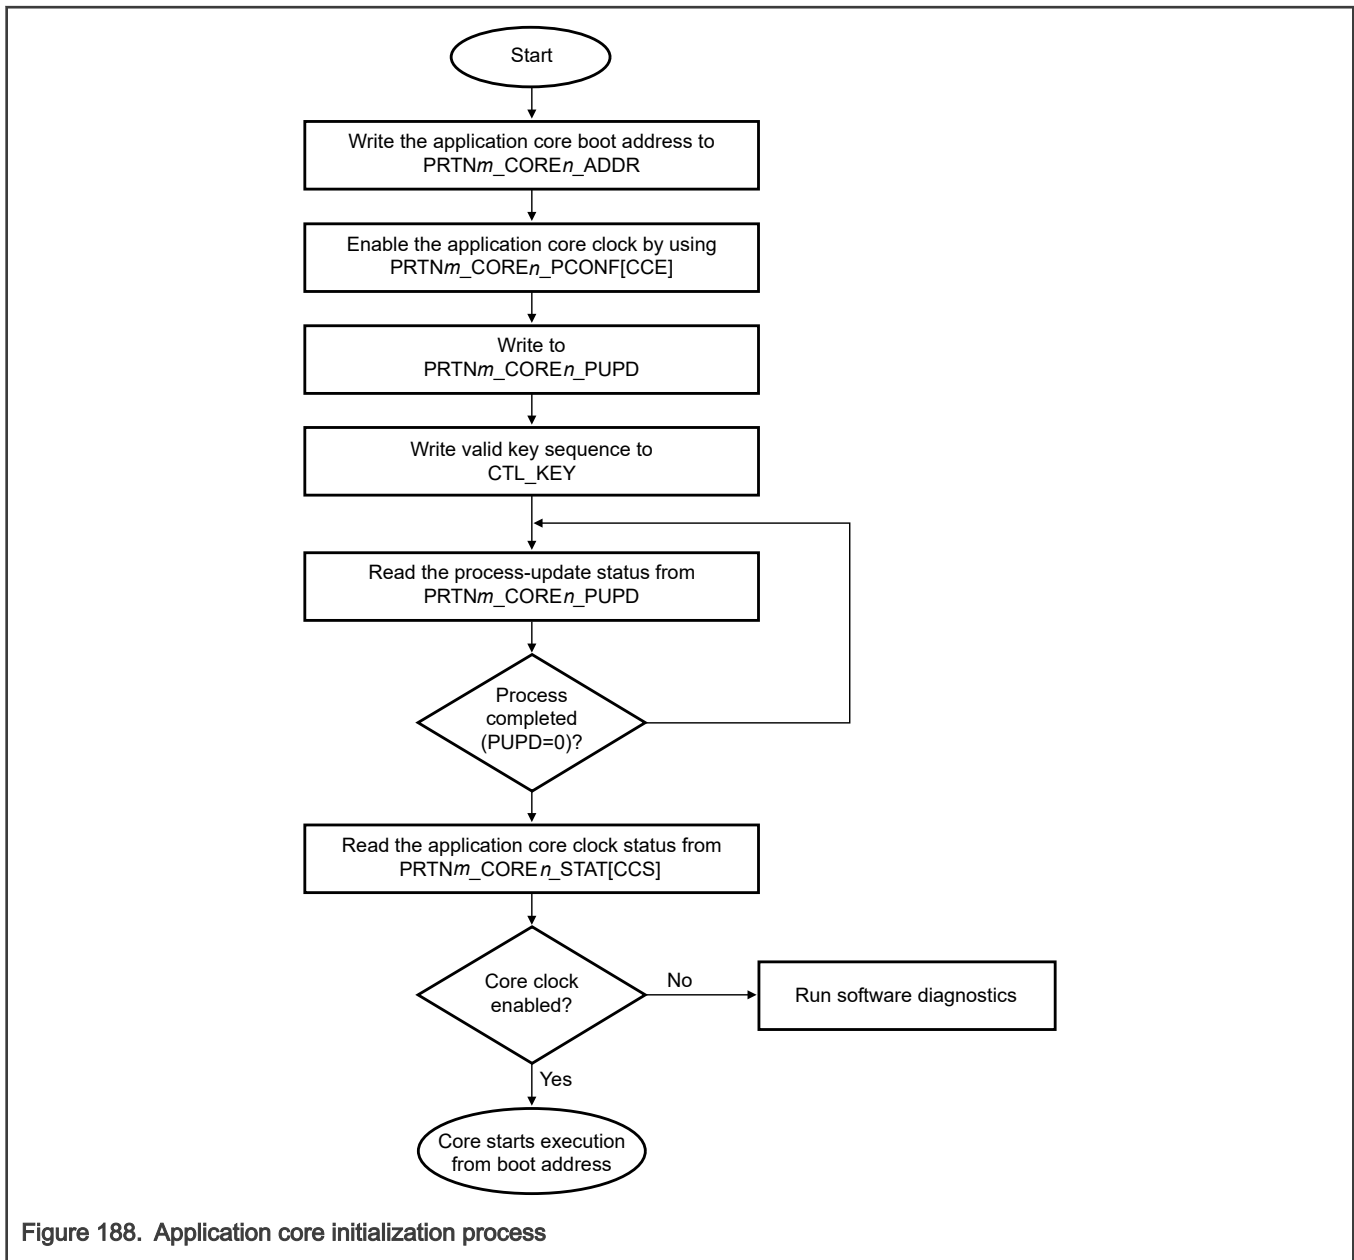 Start
Write the application core boot address to
PRTNm_COREn_ADDR
Enable the application core clock by using
PRTNm_COREn_PCONF[CCE]
Write to
PRTNm_COREn_PUPD
Write valid key sequence to
CTL_KEY
Read the process-update status from
PRTNm_COREn_PUPD
Process
completed
(PUPD=0)?
Read the application core clock status from
PRTNm_COREn_STAT[CCS]
Core clock
enabled?
No
Run software diagnostics
Yes
Core starts execution
from boot address
Figure 188. Application core initialization process